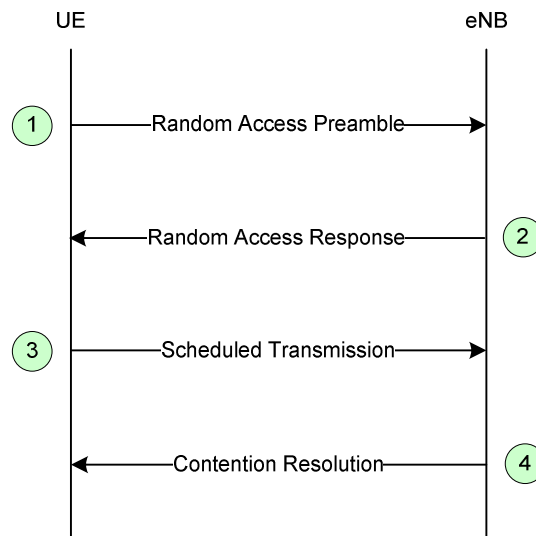 UE eNB
1 Random Access Preamble
Random Access Response 2
3 Scheduled Transmission
Contention Resolution 4